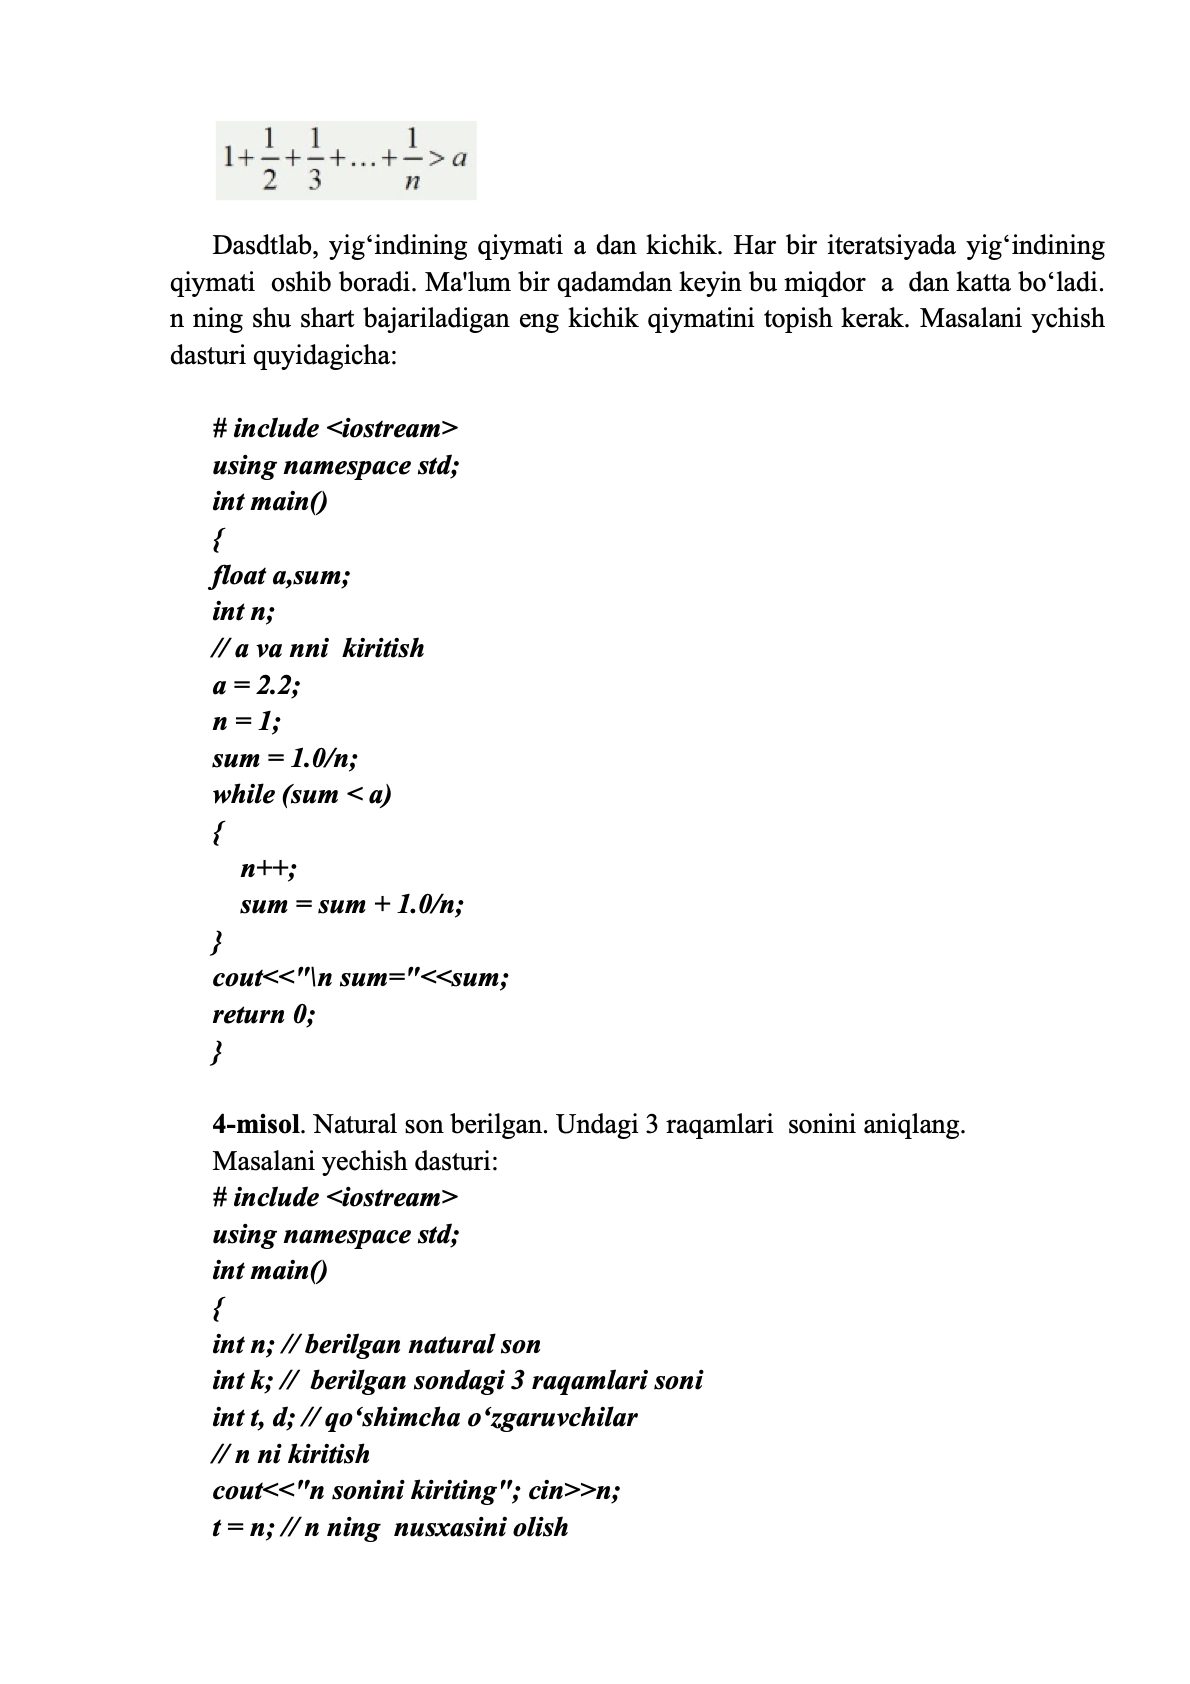 1+1/2+1/3+...+1/n>a
Dasdtlab, yig‘indining qiymati a dan kichik. Har bir iteratsiyada yig‘indining
qiymati  oshib boradi. Ma'lum bir qadamdan keyin bu miqdor  a  dan katta bo‘ladi.
n ning shu shart bajariladigan eng kichik qiymatini topish kerak. Masalani ychish
dasturi quyidagicha:
# include <iostream>
using namespace std;
int main()
{
float a,sum;
int n;
// a va nni  kiritish
a = 2.2;
n = 1;
sum = 1.0/n;
while (sum < a)
{
n++;
sum = sum + 1.0/n;
}
cout<<"\n sum="<<sum;
return 0;
}
4-misol. Natural son berilgan. Undagi 3 raqamlari  sonini aniqlang.
Masalani yechish dasturi:
# include <iostream>
using namespace std;
int main()
{
int n; // berilgan natural son
int k; //  berilgan sondagi 3 raqamlari soni
int t, d; // qo‘shimcha o‘zgaruvchilar
// n ni kiritish
cout<<"n sonini kiriting"; cin>>n;
t = n; // n ning  nusxasini olish